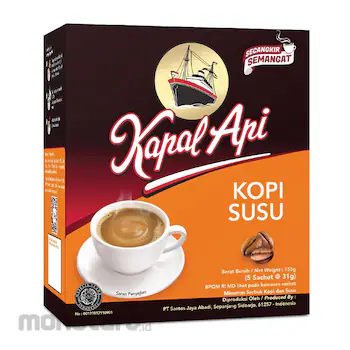 SECANGKIR
SEMANGAT
Kapal Api
KOPI
SUSU
Berat Bersih / Net Weight : 155g
(5 Sachet @ 31g)
Minuman Serbuk Kopi dan Susu
Diproduksi Oleh / Produced By :
PT Santos Jaya Abadi, Sepanjang Sidoarjo, 61257 - Indonesia
Saran Penyajian
monotaro.id